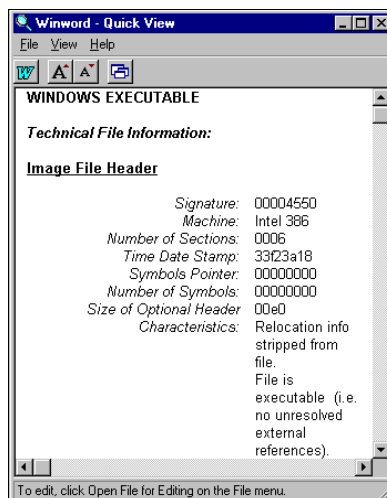 Winword - Quick View
File View Help
W A A
WINDOWS EXECUTABLE
Technical File Information:
Image File Header
Signature: 00004550
Machine: Intel 386
Number of Sections: 0006
Time Date Stamp: 33f23a18
Symbols Pointer: 00000000
Number of Symbols: 00000000
Size of Optional Header 00e0
Characteristics: Relocation info
stripped from
file.
File is
executable (i.e.
no unresolved
external
references).
To edit, click Open File for Editing on the File menu.